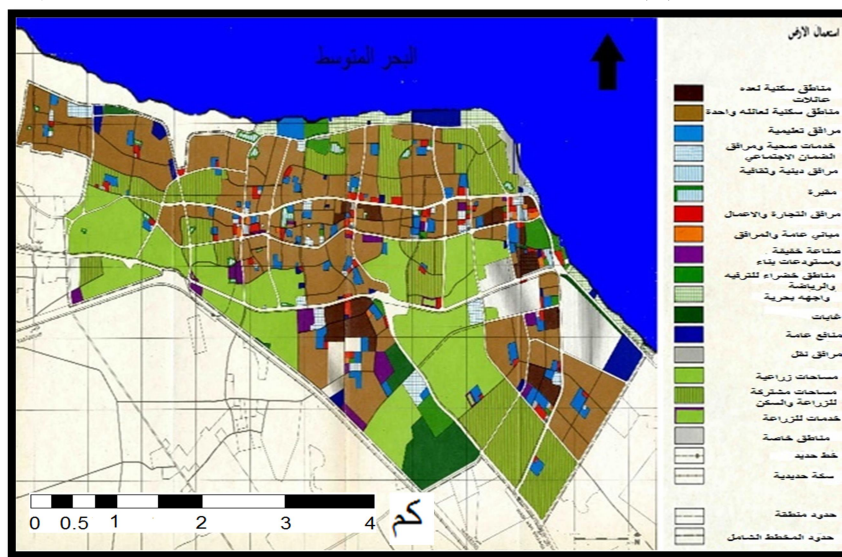 البحر المتوسط
استعمال الارض
مناطق سكنية لعده
عائلات
مناطق سكنية لعائله واحدة
مرافق تعليمية
خدمات صحية ومرافق
الضمان الاجتماعي
مرافق دينية وثقافية
مقبرة
مرافق التجارة والاعمال
مباني عامة والمرافق
صناعة خفيفة
ومستودعات بناء
مناطق خضراء للترفيه
والرياضة
واجهه بحرية
غابات
منافع عامة
مرافق نقل
مساحات زراعية
مساحات مشتركة
للزراعة والسكن
خدمات للزراعة
مناطق خاصة
خط حديد
سكة حديدية
حدود منطقة
حدود المخطط الشامل
0 0.5 1 2 3 4 كم